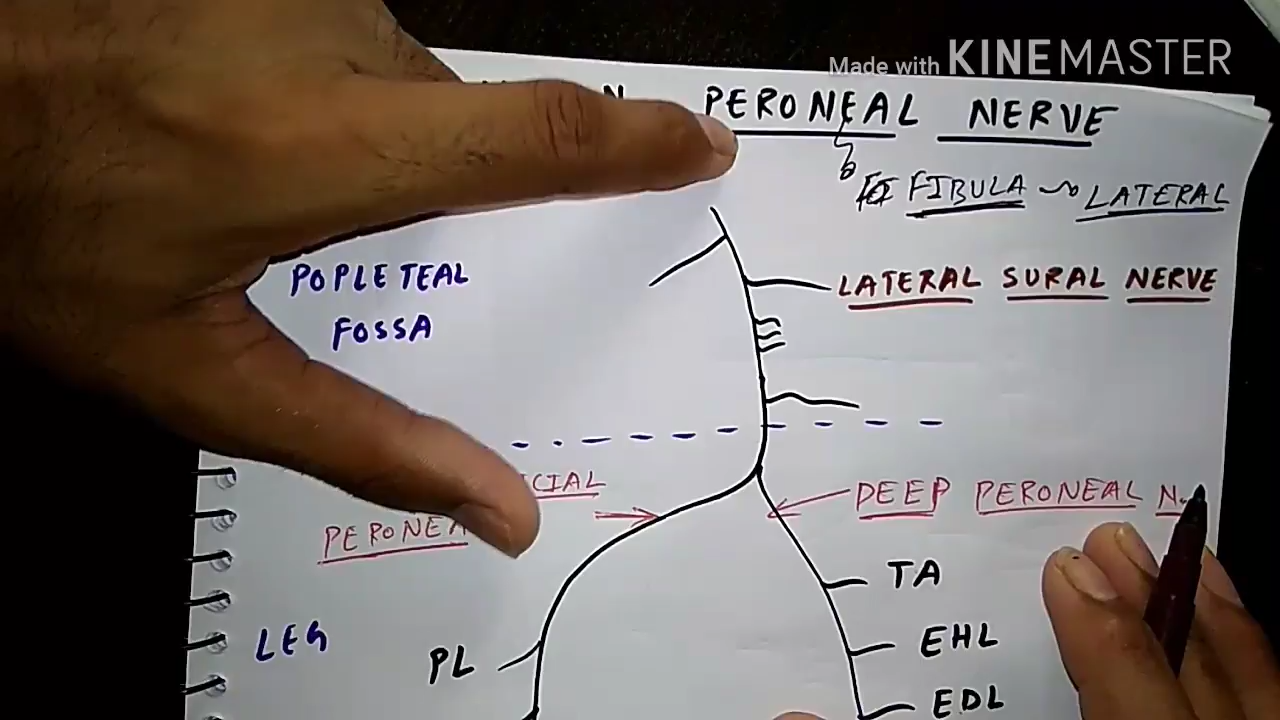 Made with KINEMASTER
N PERONEAL NERVE
FIBULA LATERAL
POPLETEAL
FOSSA
LATERAL SURAL NERVE
CIAL
PERONEA
DEEP PERONEAL N.
TA
LEG
PL
EHL
EDL